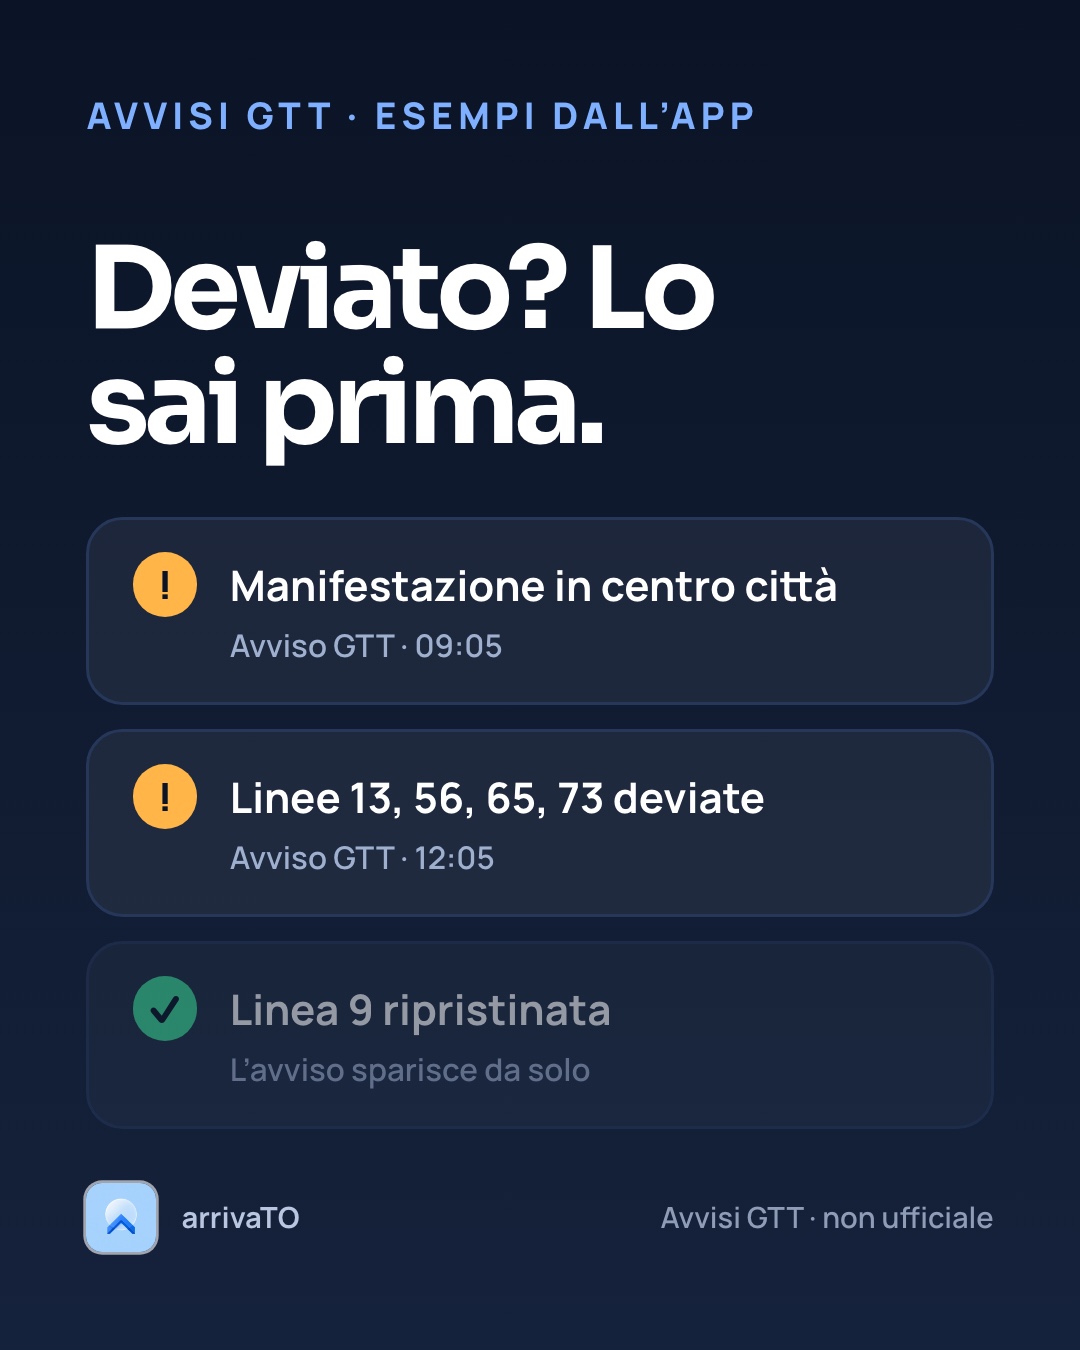 AVVISI GTT · ESEMPI DALL’APP
Deviato? Lo
sai prima.
! Manifestazione in centro città
Avviso GTT · 09:05
! Linee 13, 56, 65, 73 deviate
Avviso GTT · 12:05
Linea 9 ripristinata
L’avviso sparisce da solo
arrivaTO
Avvisi GTT · non ufficiale